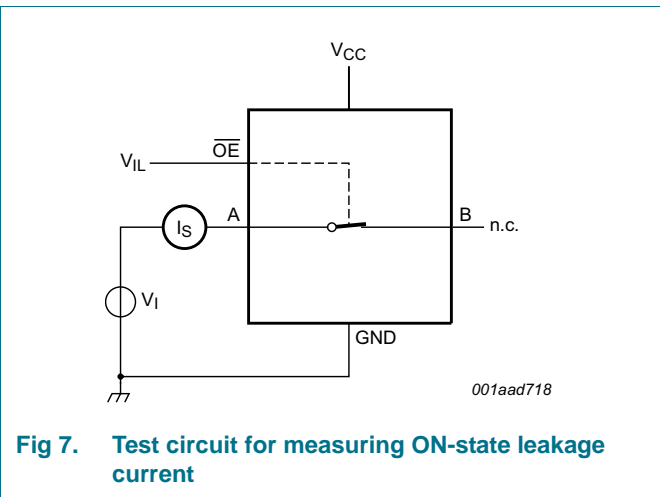 VCC
OE
VIL
A
B
n.c.
IS
VI
GND
001aad718
Fig 7. Test circuit for measuring ON-state leakage
current